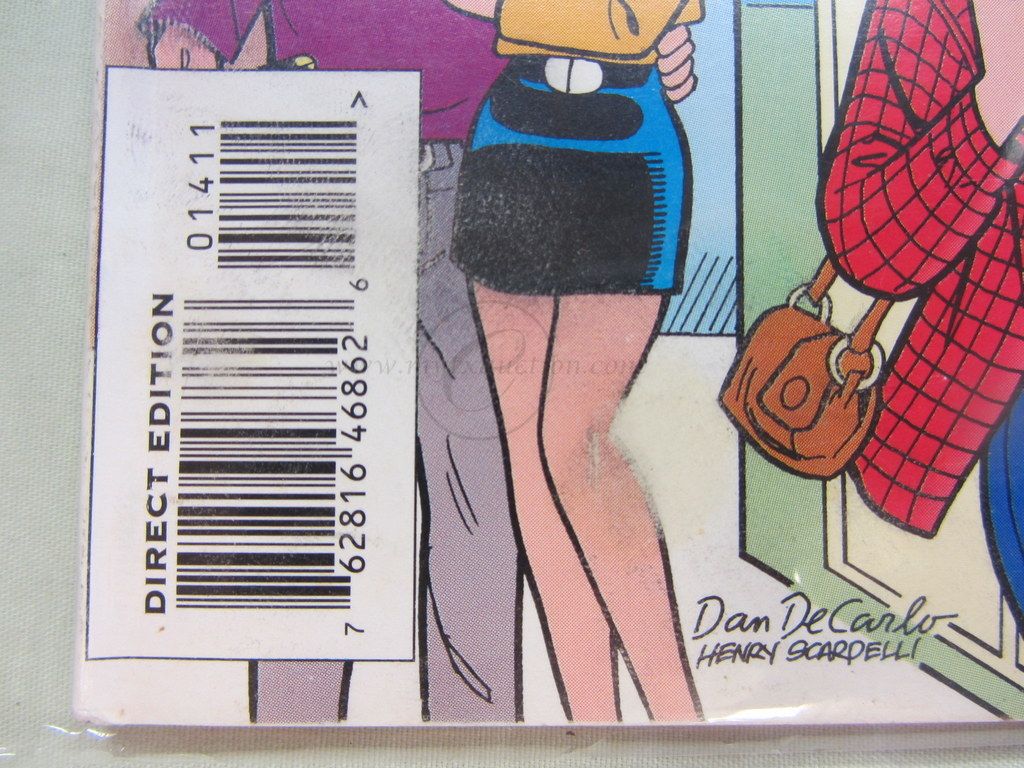 DIRECT EDITION
01411 >
7 62816 46862 6
Dan DeCarlo
HENRY SCARPELLI